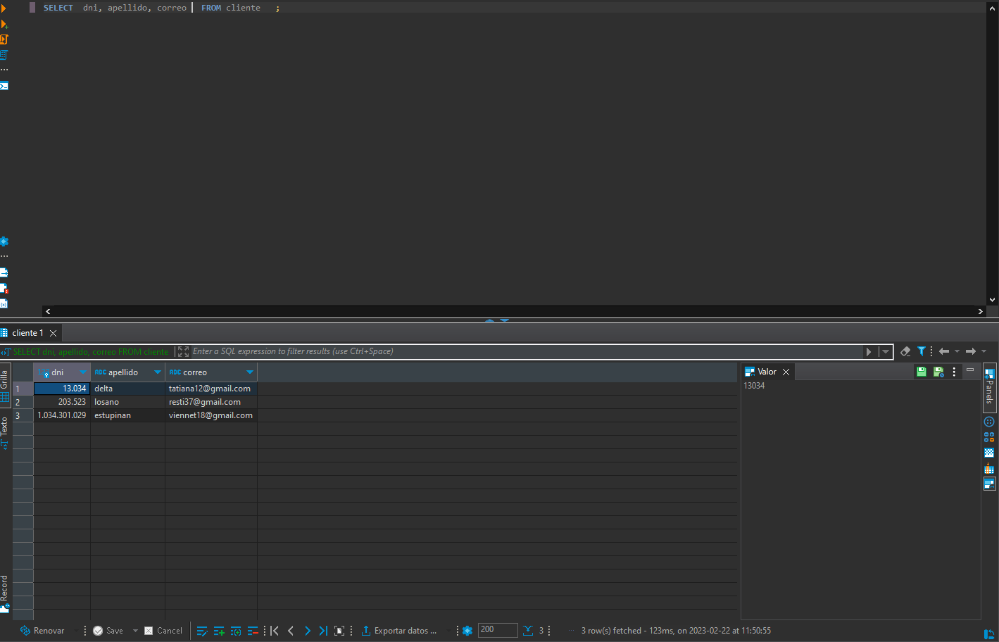 SELECT dni, apellido, correo FROM cliente ;
cliente 1
SELECT dni, apellido, correo FROM cliente
Enter a SQL expression to filter results (use Ctrl+Space)
Grilla
Texto
Record
dni apellido correo
1 13.034 delta tatiana12@gmail.com
2 203.523 losano resti37@gmail.com
3 1.034.301.029 estupinan viennet18@gmail.com
Valor
13034
Panels
Renovar Save Cancel Exportar datos ... 200 3 3 row(s) fetched - 123ms, on 2023-02-22 at 11:50:55